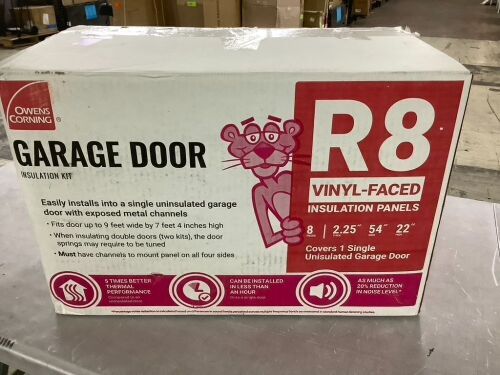 OWENS
CORNING
GARAGE DOOR
INSULATION KIT
Easily installs into a single uninsulated garage
door with exposed metal channels
• Fits door up to 9 feet wide by 7 feet 4 inches high
• When insulating double doors (two kits), the door
springs may require to be tuned
• Must have channels to mount panel on all four sides
R8
VINYL-FACED
INSULATION PANELS
8 2.25" 54" 22"
Covers 1 Single
Unisulated Garage Door
5 TIMES BETTER
THERMAL
PERFORMANCE
CAN BE INSTALLED
IN LESS THAN
AN HOUR
AS MUCH AS
20% REDUCTION
IN NOISE LEVEL*